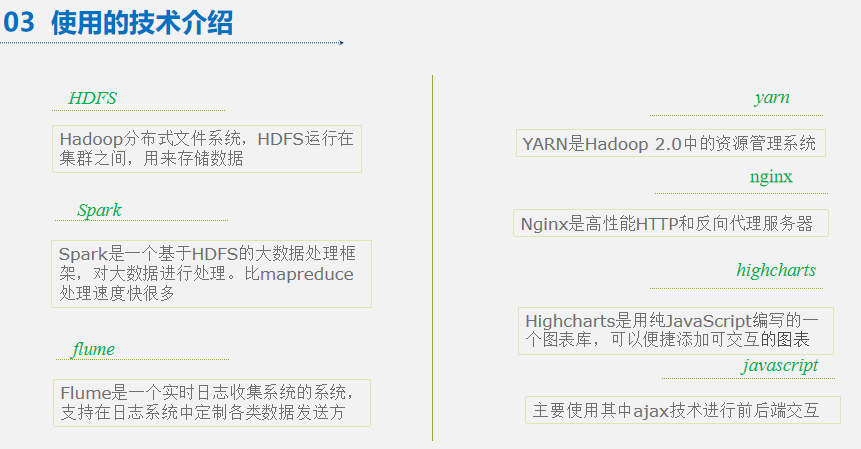 03 使用的技术介绍
HDFS
Hadoop分布式文件系统，HDFS运行在
集群之间，用来存储数据
Spark
Spark是一个基于HDFS的大数据处理框
架，对大数据进行处理。比mapreduce
处理速度快很多
flume
Flume是一个实时日志收集系统的系统，
支持在日志系统中定制各类数据发送方
yarn
YARN是Hadoop 2.0中的资源管理系统
nginx
Nginx是高性能HTTP和反向代理服务器
highcharts
Highcharts是用纯JavaScript编写的一
个图表库，可以便捷添加可交互的图表
javascript
主要使用其中ajax技术进行前后端交互